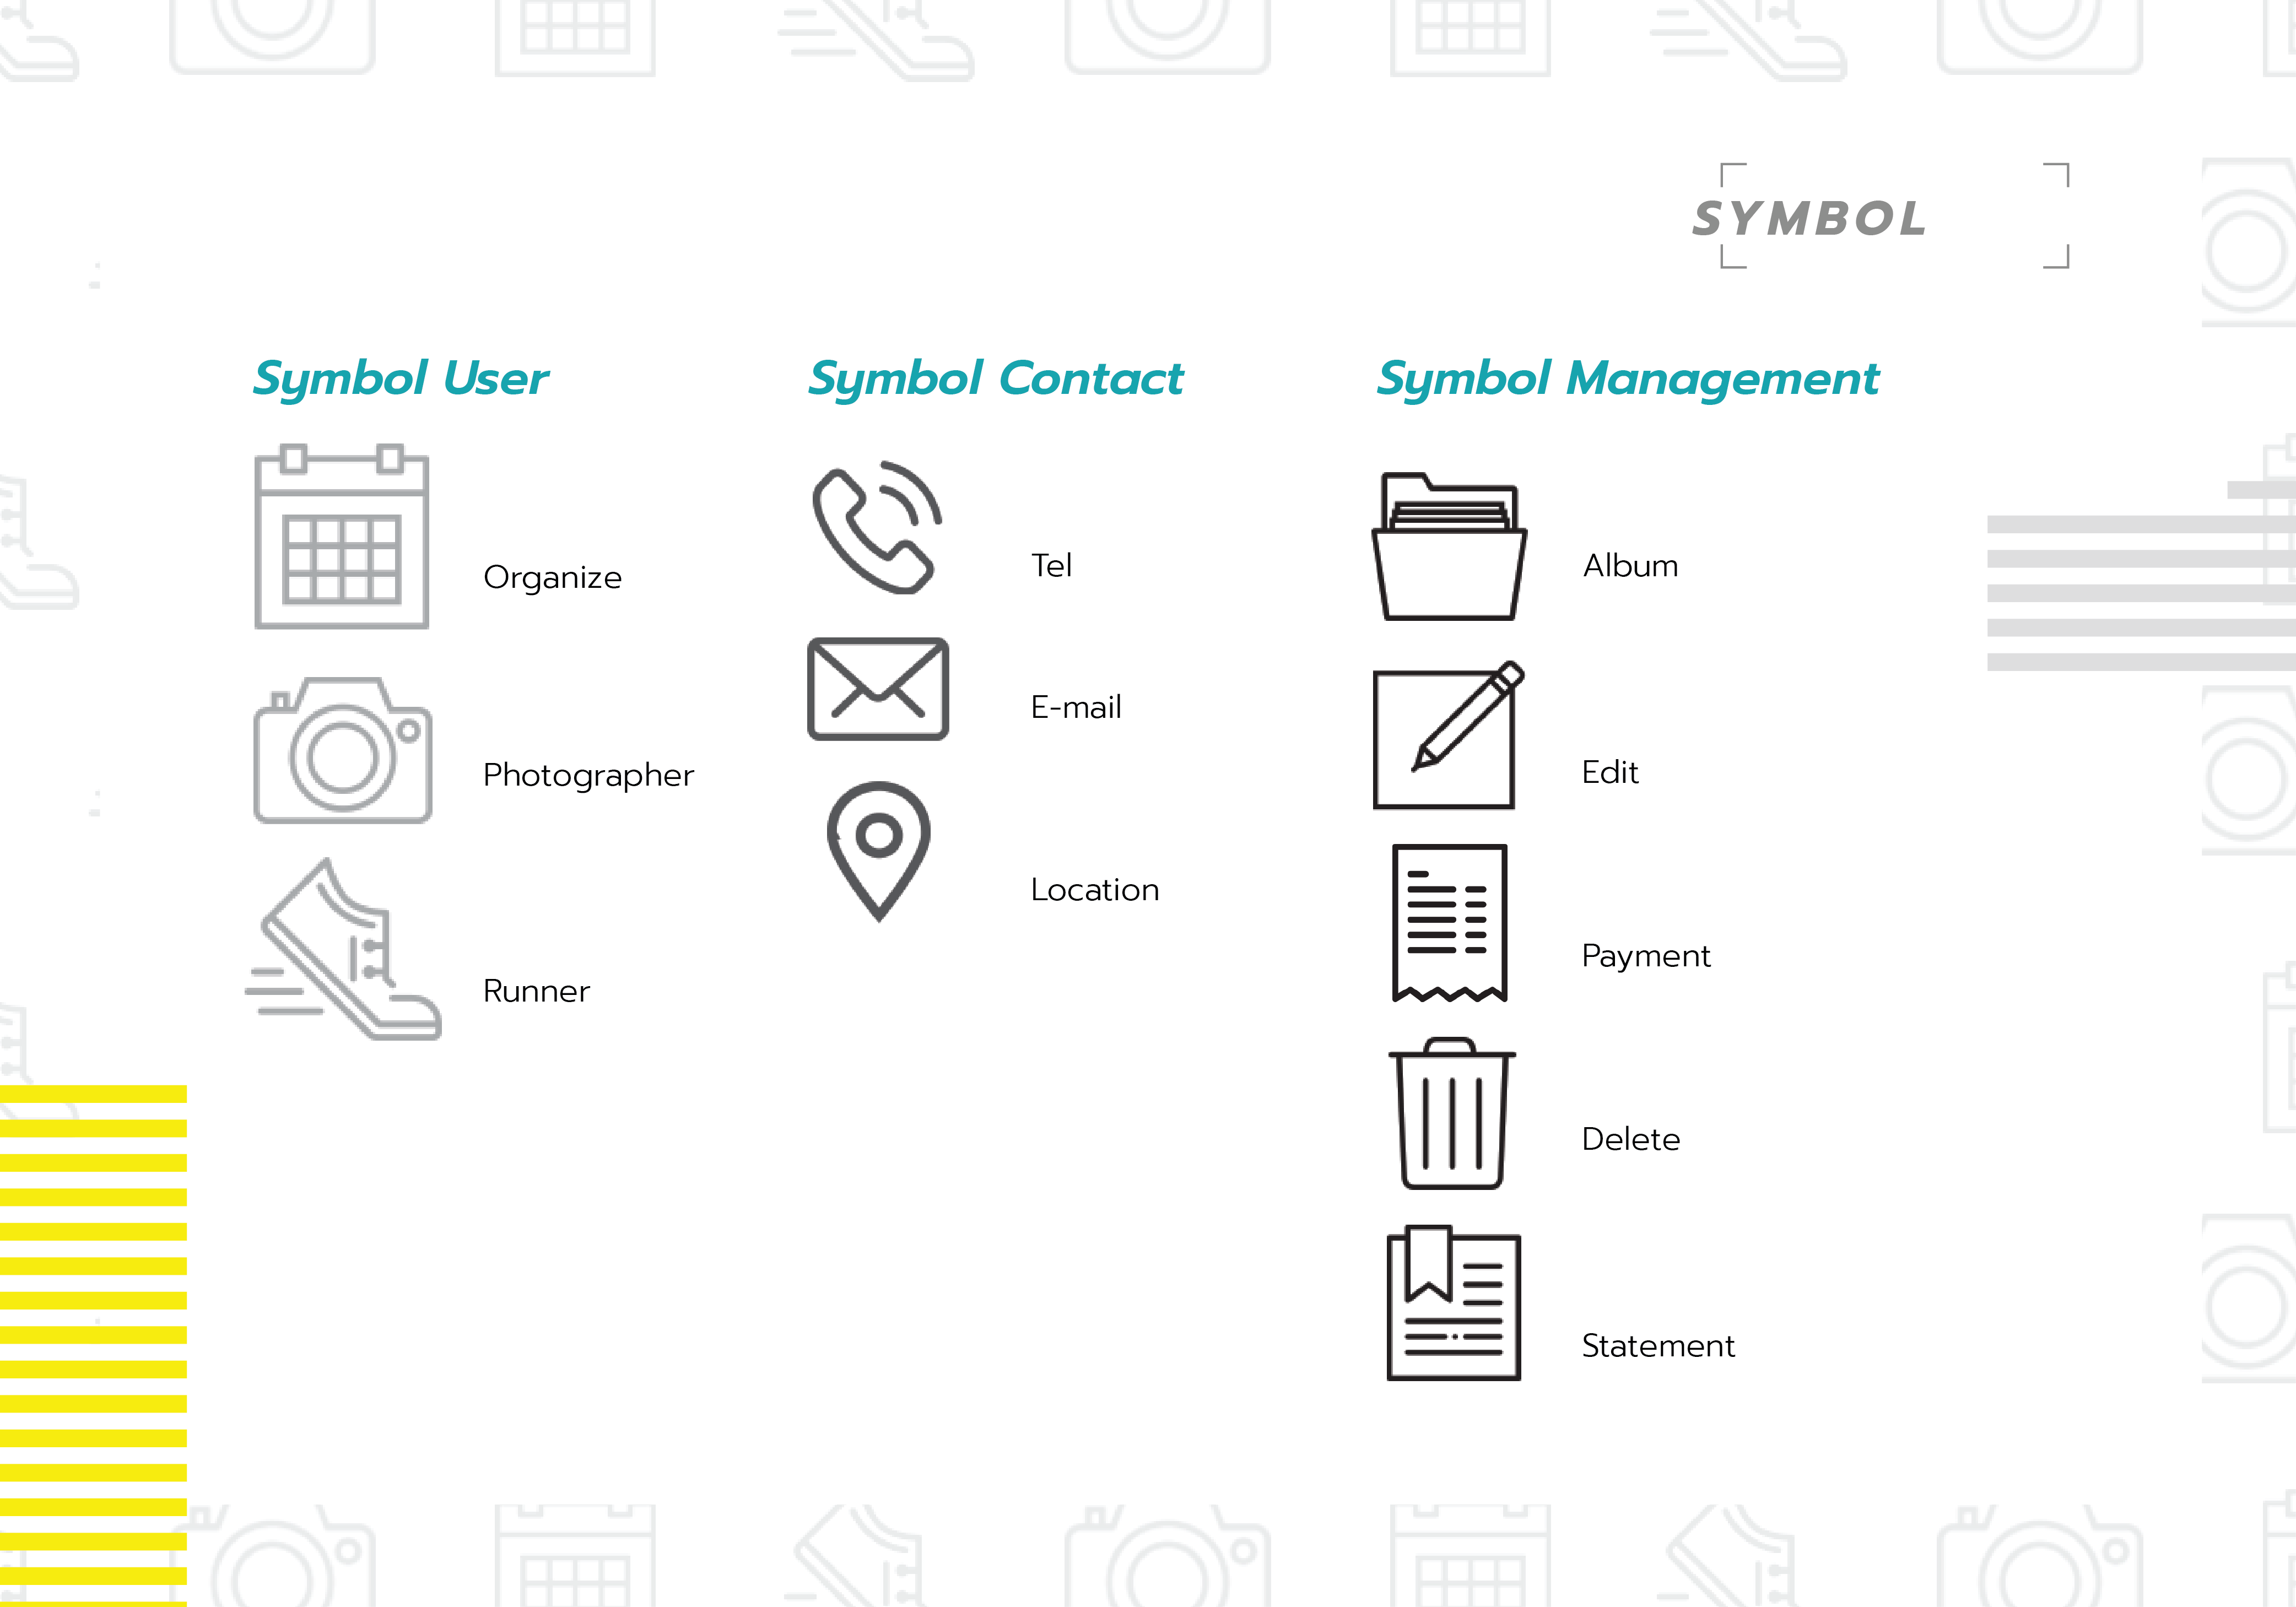 SYMBOL
Symbol User
Organize
Photographer
Runner
Symbol Contact
Tel
E-mail
Location
Symbol Management
Album
Edit
Payment
Delete
Statement